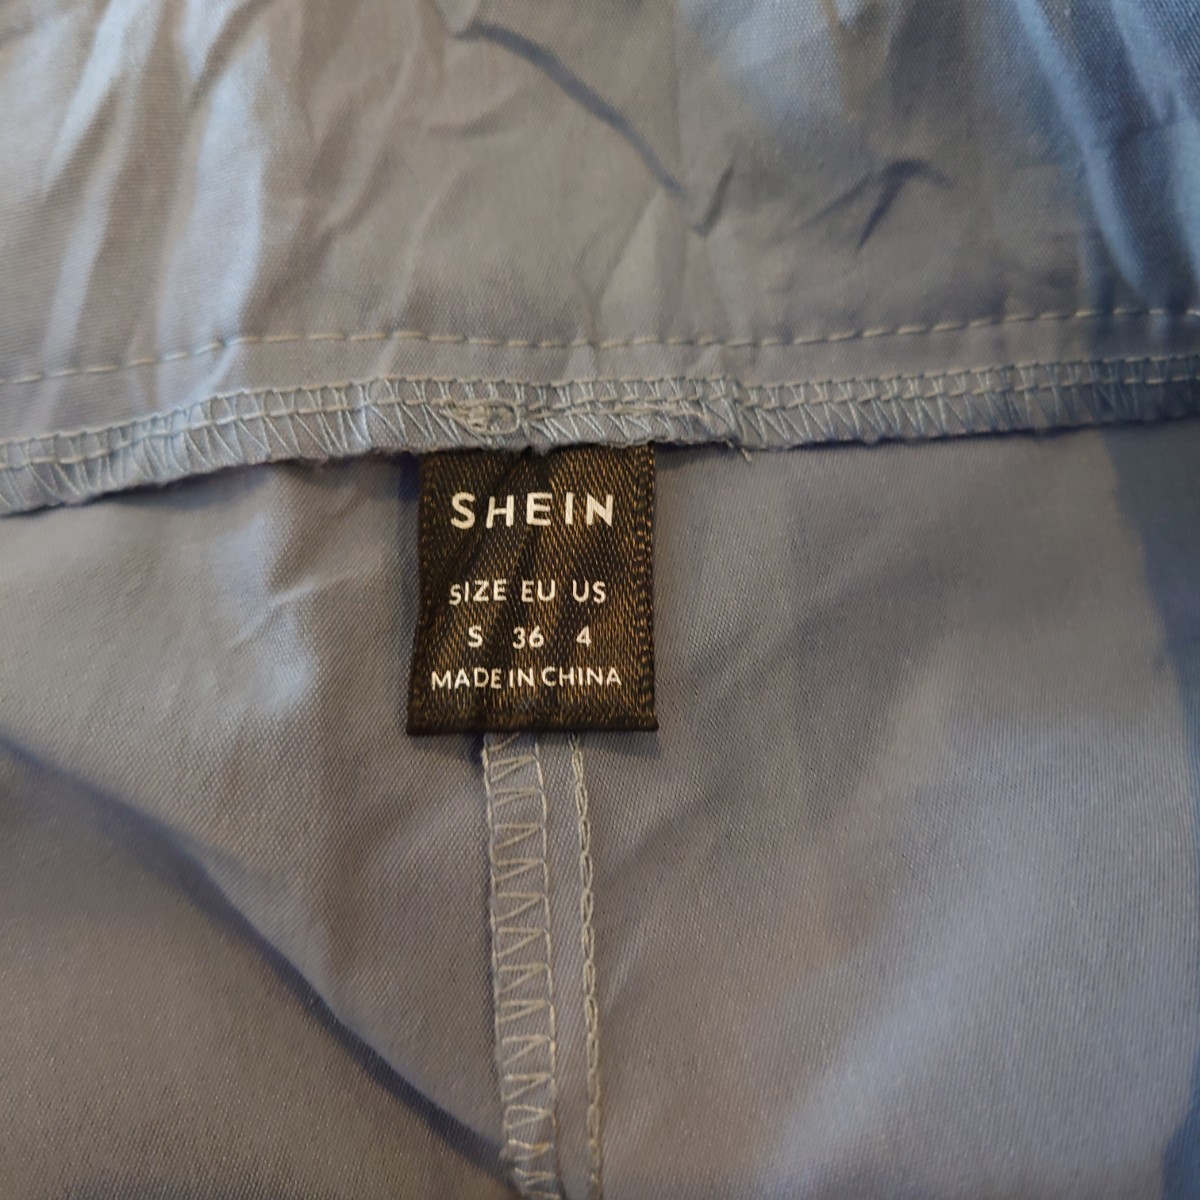 SHEIN
SIZE EU US
S 36 4
MADE IN CHINA